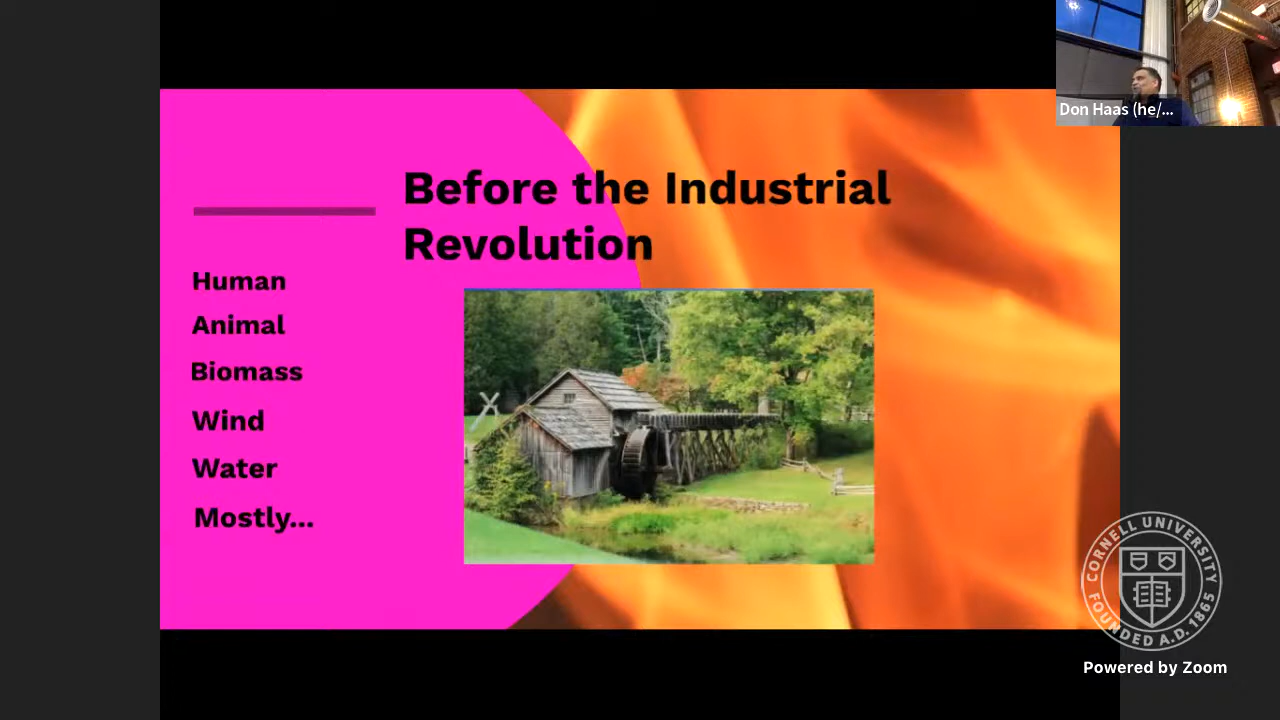 Don Haas (he/...
Before the Industrial
Revolution
Human
Animal
Biomass
Wind
Water
Mostly...
CORNELL UNIVERSITY
FOUNDED A.D. 1865
Powered by Zoom